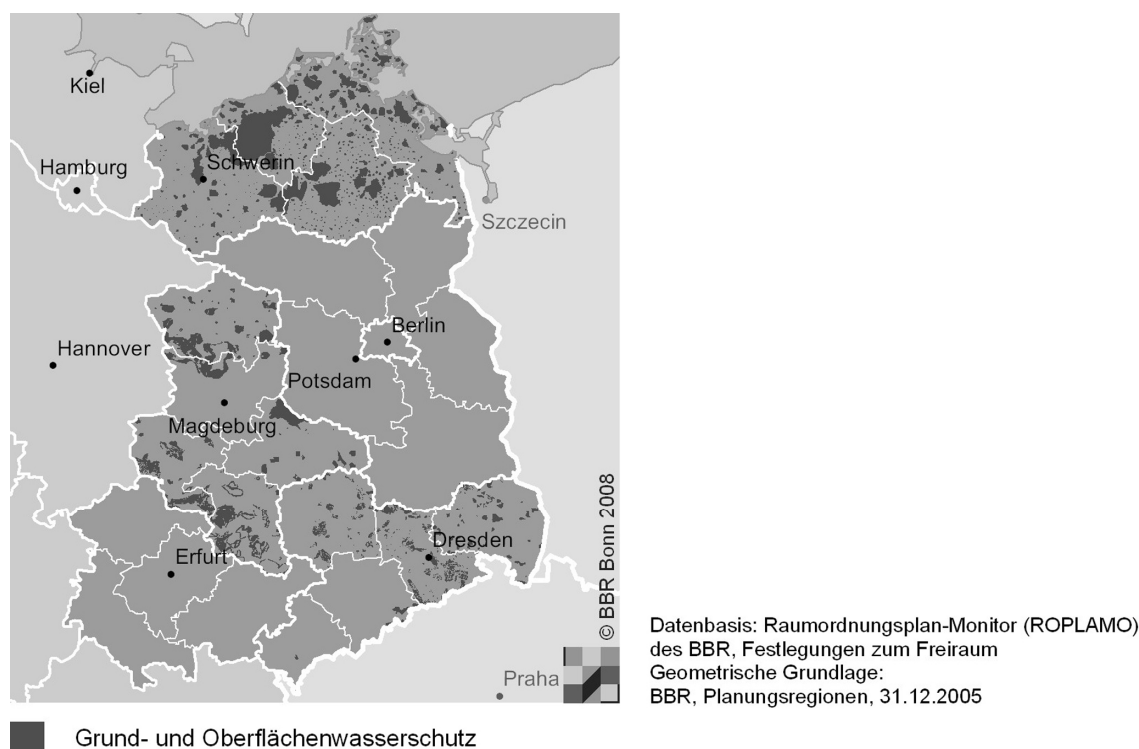 Kiel
Hamburg
Schwerin
Szczecin
Hannover
Berlin
Potsdam
Magdeburg
Dresden
Erfurt
Praha
© BBR Bonn 2008
Datenbasis: Raumordnungsplan-Monitor (ROPLAMO)
des BBR, Festlegungen zum Freiraum
Geometrische Grundlage:
BBR, Planungsregionen, 31.12.2005
Grund- und Oberflächenwasserschutz